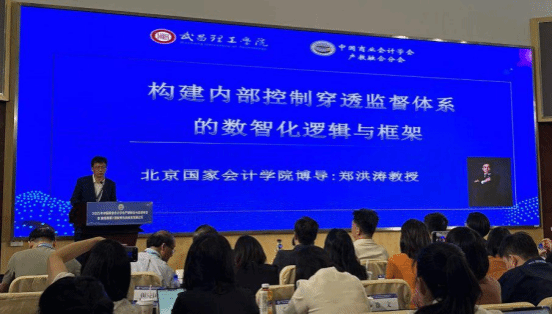 武昌理工学院
中国商业会计学会
产教融合分会
构建内部控制穿透监督体系
的数智化逻辑与框架
北京国家会计学院博导:郑洪涛教授